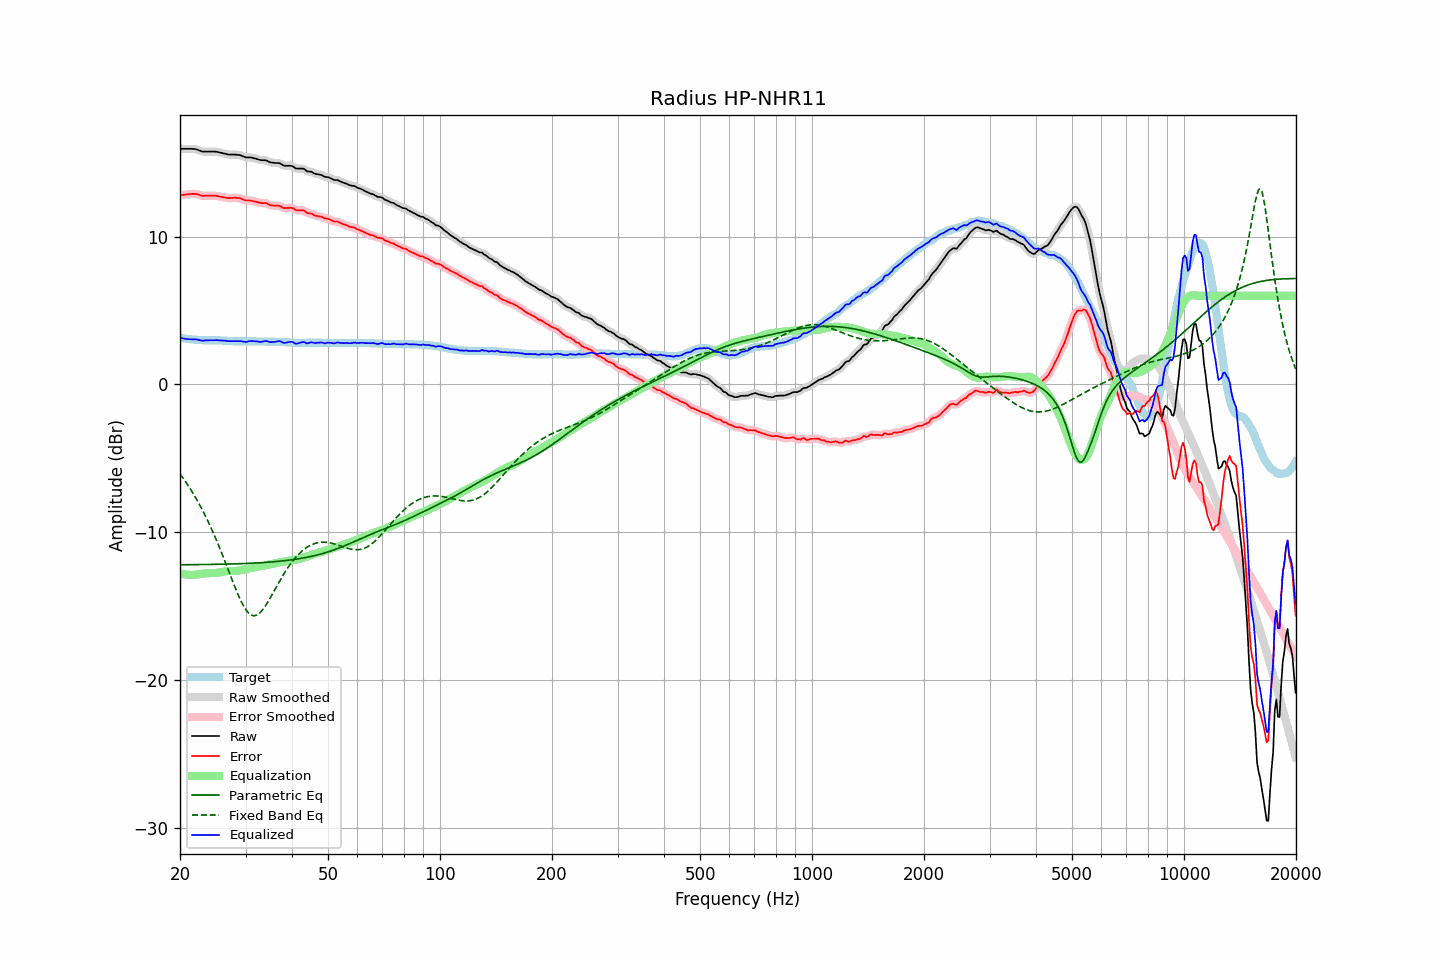 Radius HP-NHR11
Amplitude (dBr)
10
0
−10
−20
−30
Target
Raw Smoothed
Error Smoothed
Raw
Error
Equalization
Parametric Eq
Fixed Band Eq
Equalized
20 50 100 200 500 1000 2000 5000 10000 20000
Frequency (Hz)